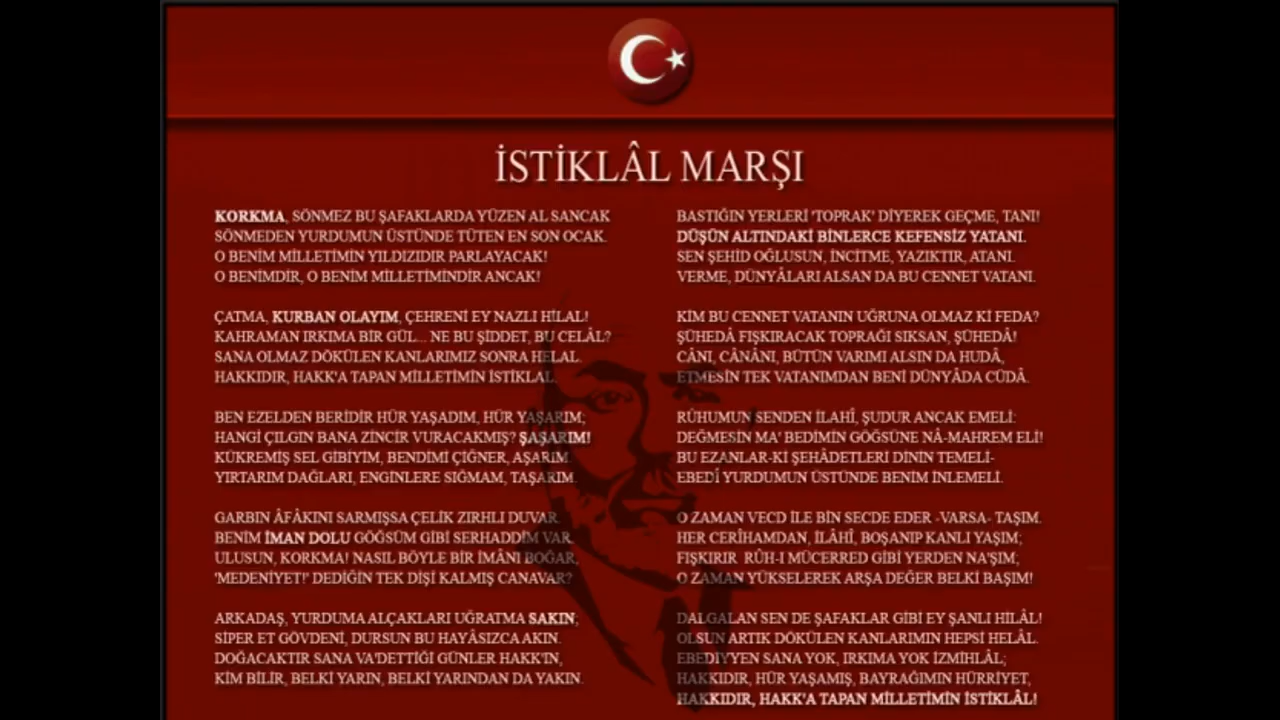 İSTİKLÂL MARŞI
KORKMA, SÖNMEZ BU ŞAFAKLARDA YÜZEN AL SANCAK
SÖNMEDEN YURDUMUN ÜSTÜNDE TÜTEN EN SON OCAK.
O BENİM MİLLETİMİN YILDIZIDIR PARLAYACAK!
O BENİMDİR, O BENİM MİLLETİMİNDİR ANCAK!
ÇATMA, KURBAN OLAYIM, ÇEHRENİ EY NAZLI HİLAL!
KAHRAMAN IRKIMA BİR GÜL... NE BU ŞİDDET, BU CELÂL?
SANA OLMAZ DÖKÜLEN KANLARIMIZ SONRA HELAL.
HAKKIDIR, HAKK'A TAPAN MİLLETİMİN İSTİKLAL.
BEN EZELDEN BERİDİR HÜR YAŞADIM, HÜR YAŞARIM;
HANGİ ÇILGIN BANA ZİNCİR VURACAKMIŞ? ŞAŞARIM!
KÜKREMİŞ SEL GİBİYİM, BENDİMİ ÇİĞNER, AŞARIM.
YIRTARIM DAĞLARI, ENGİNLERE SIĞMAM, TAŞARIM.
GARBIN ÂFÂKINI SARMIŞSA ÇELİK ZIRHLI DUVAR.
BENİM İMAN DOLU GÖĞSÜM GİBİ SERHADDİM VAR.
ULUSUN, KORKMA! NASIL BÖYLE BİR İMÂNI BOĞAR,
'MEDENİYET!' DEDİĞİN TEK DİŞİ KALMIŞ CANAVAR?
ARKADAŞ, YURDUMA ALÇAKLARI UĞRATMA SAKIN;
SİPER ET GÖVDENİ, DURSUN BU HAYÂSIZCA AKIN.
DOĞACAKTIR SANA VA'DETTİĞİ GÜNLER HAKK'IN,
KİM BİLİR, BELKİ YARIN, BELKİ YARINDAN DA YAKIN.
BASTIĞIN YERLERİ 'TOPRAK' DİYEREK GEÇME, TANI!
DÜŞÜN ALTINDAKİ BİNLERCE KEFENSİZ YATANI.
SEN ŞEHİD OĞLUSUN, İNCİTME, YAZIKTIR, ATANI.
VERME, DÜNYÂLARI ALSAN DA BU CENNET VATANI.
KİM BU CENNET VATANIN UĞRUNA OLMAZ Kİ FEDA?
ŞÜHEDÂ FIŞKIRACAK TOPRAĞI SIKSAN, ŞÜHEDÂ!
CÂNI, CÂNÂNI, BÜTÜN VARIMI ALSIN DA HUDÂ,
ETMESİN TEK VATANIMDAN BENİ DÜNYÂDA CÜDÂ.
RÛHUMUN SENDEN İLAHÎ, ŞUDUR ANCAK EMELİ:
DEĞMESİN MA' BEDİMİN GÖĞSÜNE NÂ-MAHREM ELİ!
BU EZANLAR-Kİ ŞEHÂDETLERİ DİNİN TEMELİ-
EBEDÎ YURDUMUN ÜSTÜNDE BENİM İNLEMELİ.
O ZAMAN VECD İLE BİN SECDE EDER -VARSA- TAŞIM.
HER CERÎHAMDAN, İLÂHÎ, BOŞANIP KANLI YAŞIM;
FIŞKIRIR RÛH-I MÜCERRED GİBİ YERDEN NA'ŞIM;
O ZAMAN YÜKSELEREK ARŞA DEĞER BELKİ BAŞIM!
DALGALAN SEN DE ŞAFAKLAR GİBİ EY ŞANLI HİLÂL!
OLSUN ARTIK DÖKÜLEN KANLARIMIN HEPSİ HELÂL.
EBEDİYYEN SANA YOK, IRKIMA YOK İZMİHLÂL;
HAKKIDIR, HÜR YAŞAMIŞ, BAYRAĞIMIN HÜRRİYET,
HAKKIDIR, HAKK'A TAPAN MİLLETİMİN İSTİKLÂL!